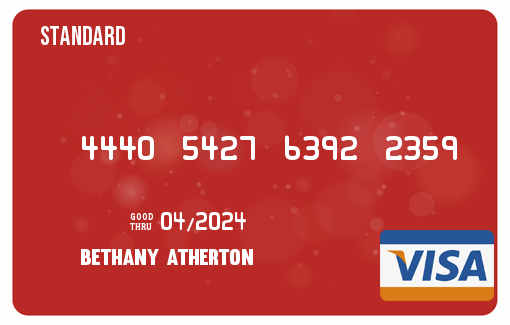 STANDARD
4440 5427 6392 2359
GOOD THRU 04/2024
BETHANY ATHERTON
VISA